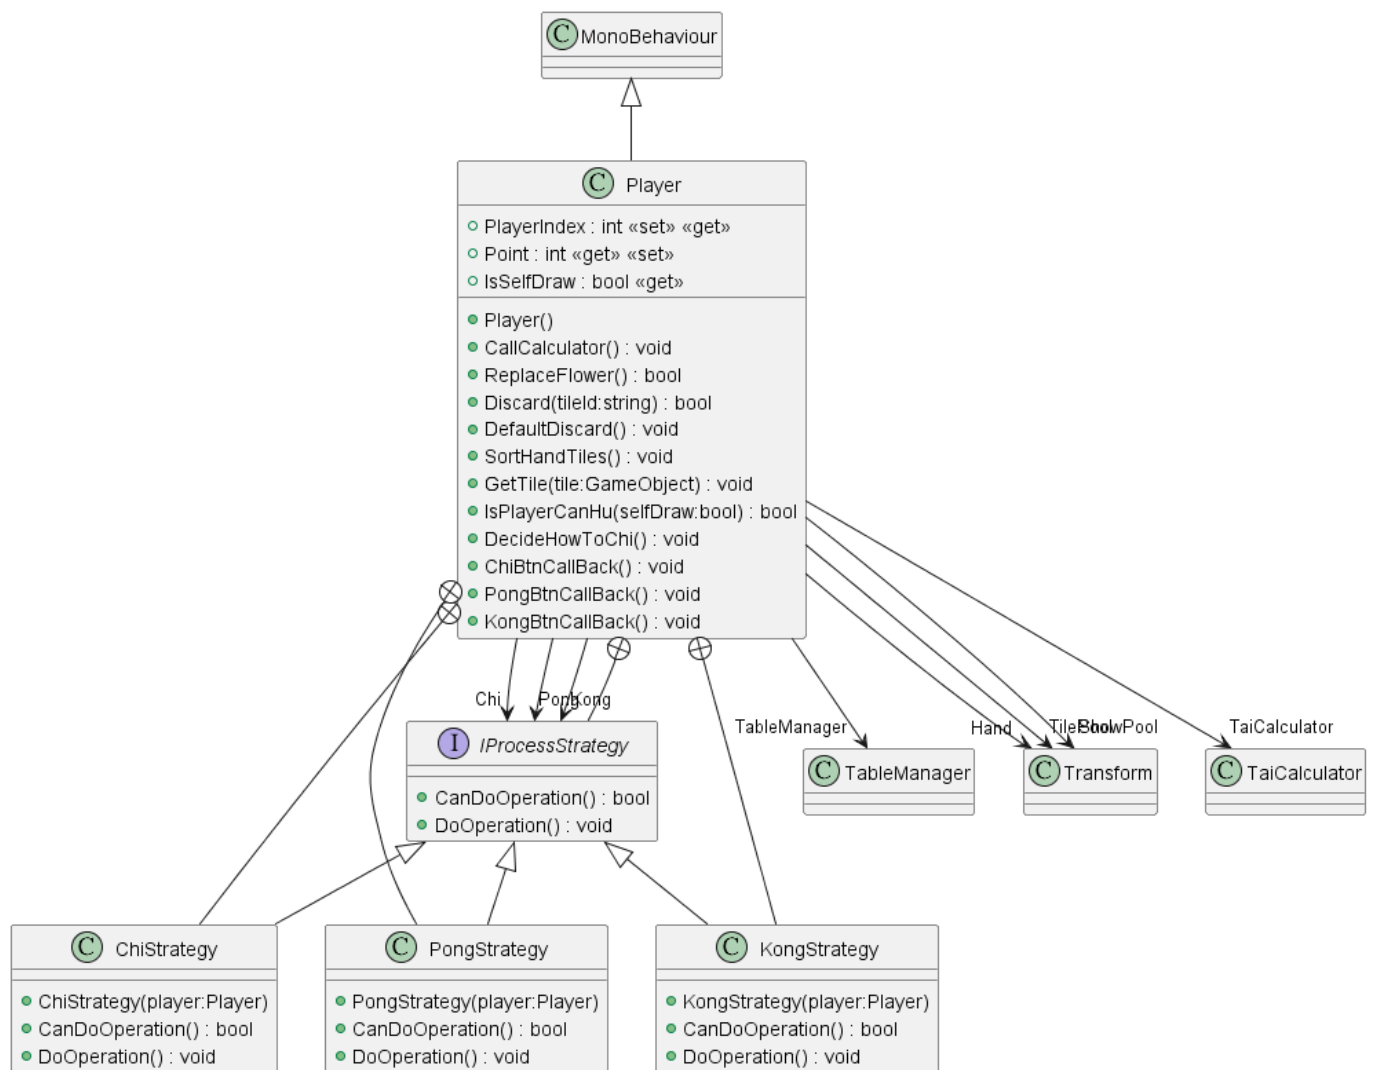 C MonoBehaviour
C Player
PlayerIndex : int «set» «get»
Point : int «get» «set»
IsSelfDraw : bool «get»
Player()
CallCalculator() : void
ReplaceFlower() : bool
Discard(tileId:string) : bool
DefaultDiscard() : void
SortHandTiles() : void
GetTile(tile:GameObject) : void
IsPlayerCanHu(selfDraw:bool) : bool
DecideHowToChi() : void
ChiBtnCallBack() : void
PongBtnCallBack() : void
KongBtnCallBack() : void
Chi
Pong
Kong
TableManager
Hand
TilePool
ShowPool
TaiCalculator
I IProcessStrategy
CanDoOperation() : bool
DoOperation() : void
C TableManager
C Transform
C TaiCalculator
C ChiStrategy
ChiStrategy(player:Player)
CanDoOperation() : bool
DoOperation() : void
C PongStrategy
PongStrategy(player:Player)
CanDoOperation() : bool
DoOperation() : void
C KongStrategy
KongStrategy(player:Player)
CanDoOperation() : bool
DoOperation() : void